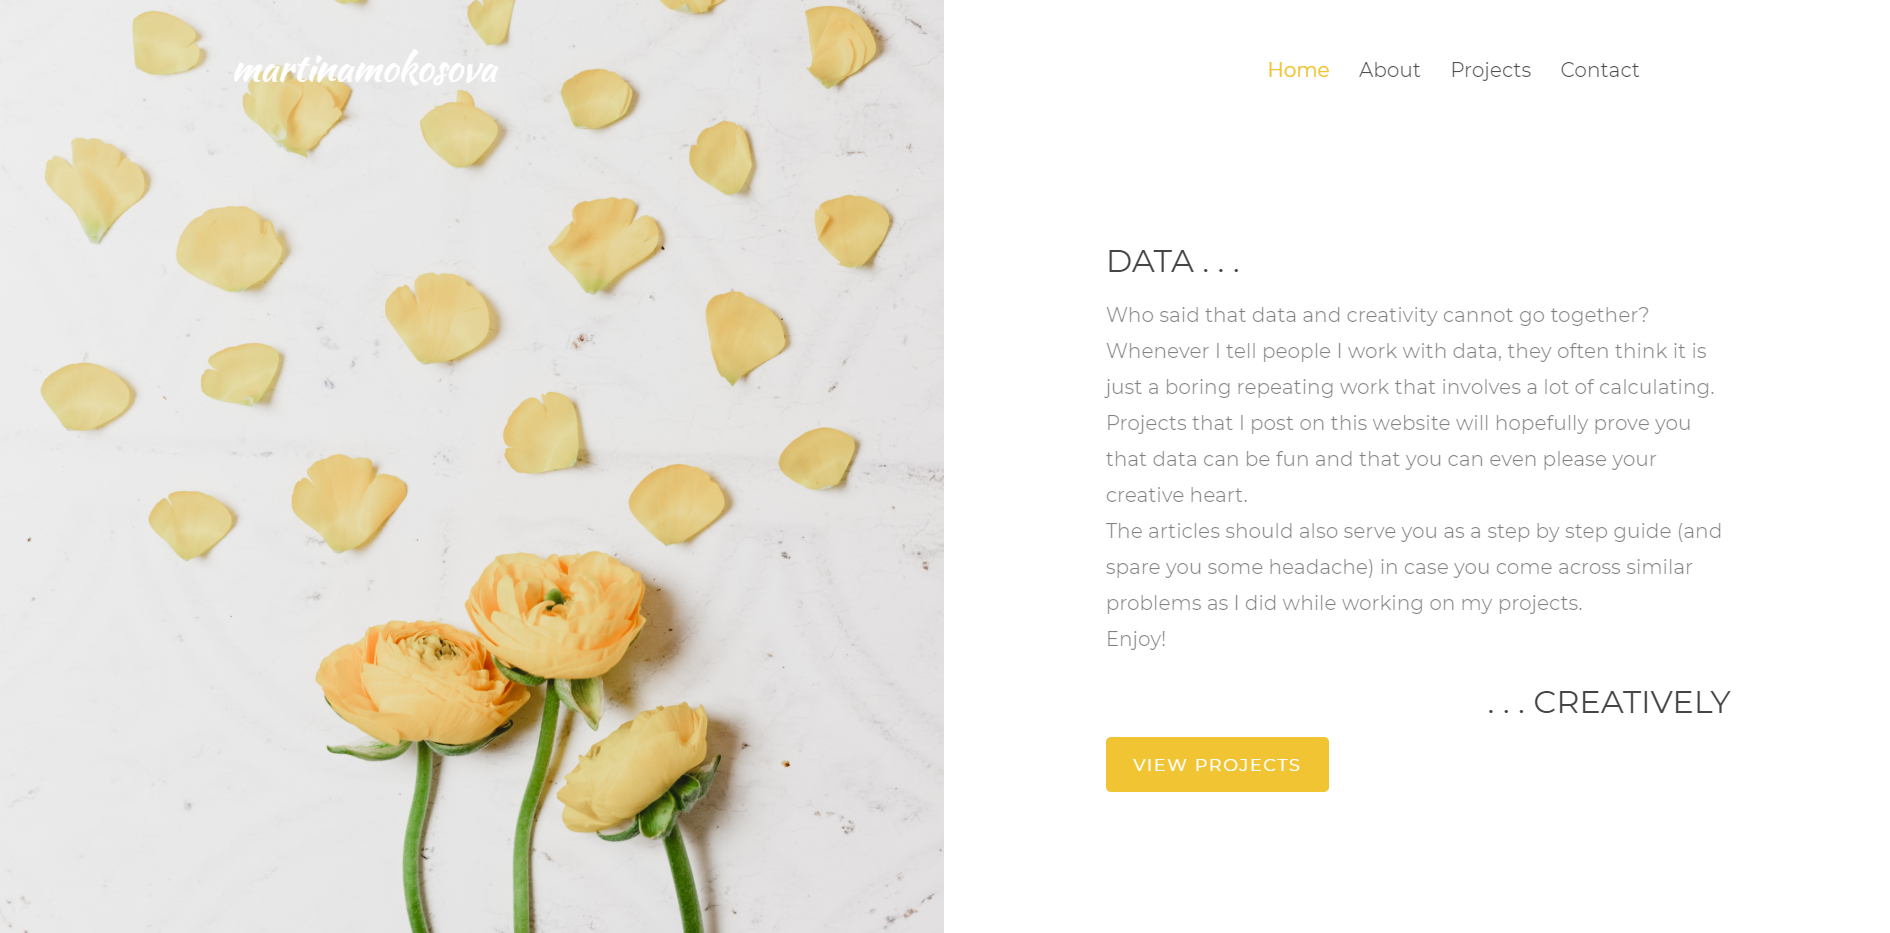 martinamokosova
Home About Projects Contact
DATA . . .
Who said that data and creativity cannot go together?
Whenever I tell people I work with data, they often think it is
just a boring repeating work that involves a lot of calculating.
Projects that I post on this website will hopefully prove you
that data can be fun and that you can even please your
creative heart.
The articles should also serve you as a step by step guide (and
spare you some headache) in case you come across similar
problems as I did while working on my projects.
Enjoy!
. . . CREATIVELY
VIEW PROJECTS